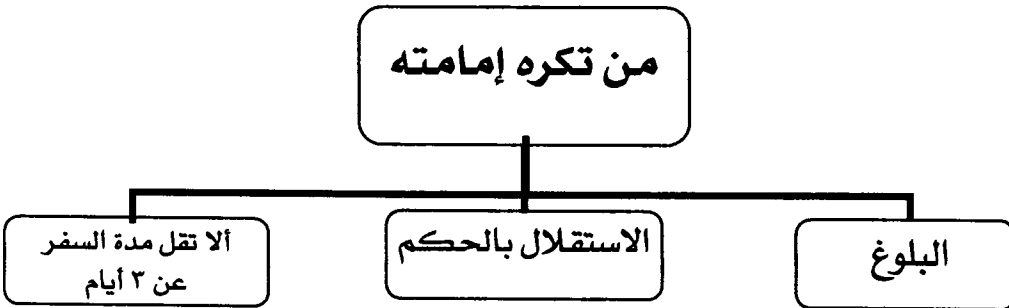 من تكره إمامته
البلوغ
الاستقلال بالحكم
ألا تقل مدة السفر
عن ٣ أيام